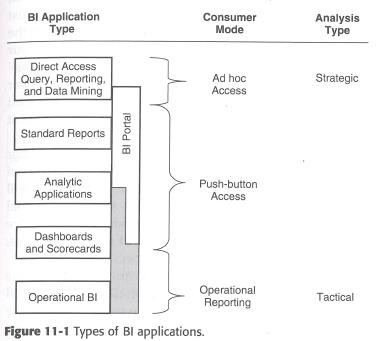 BI Application
Type
Consumer
Mode
Analysis
Type
Direct Access
Query, Reporting,
and Data Mining
Ad hoc
Access
Strategic
BI Portal
Standard Reports
Analytic
Applications
Push-button
Access
Dashboards
and Scorecards
Operational BI
Operational
Reporting
Tactical
Figure 11-1 Types of BI applications.